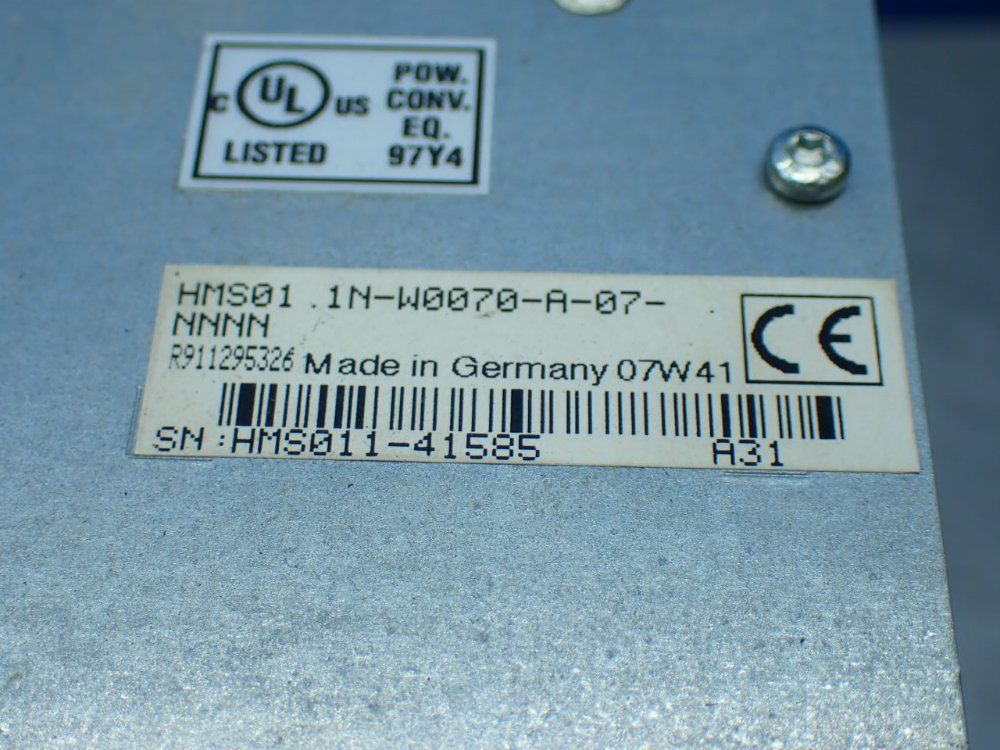 C UL US
LISTED
POW.
CONV.
EQ.
97Y4
HMS01.1N-W0070-A-07-
NNNN
R911295326 Made in Germany 07W41
CE
SN:HMS011-41585 A31